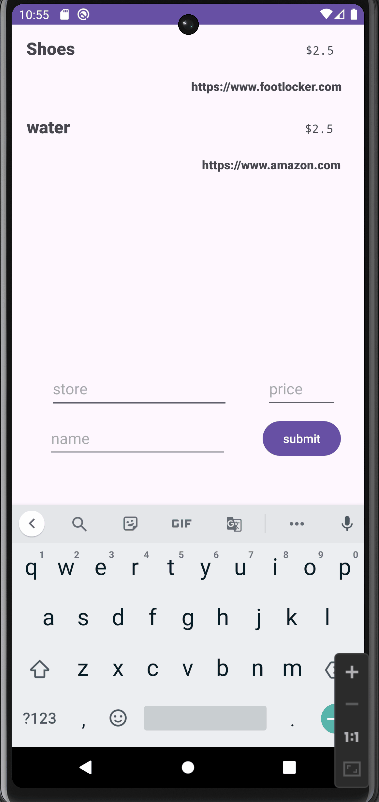 10:55
Shoes $2.5
https://www.footlocker.com
water $2.5
https://www.amazon.com
store price
name submit
GIF G
1 2 3 4 5 6 7 8 9 0
q w e r t y u i o p
a s d f g h j k l
z x c v b n m
?123 , .
1:1